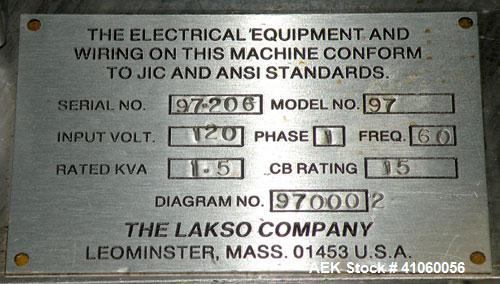 THE ELECTRICAL EQUIPMENT AND
WIRING ON THIS MACHINE CONFORM
TO JIC AND ANSI STANDARDS.
SERIAL NO. 97-206 MODEL NO. 97
INPUT VOLT. 120 PHASE 1 FREQ. 60
RATED KVA 1.5 CB RATING 15
DIAGRAM NO. 970002
THE LAKSO COMPANY
LEOMINSTER, MASS. 01453 U.S.A.
AEK Stock# 41060056